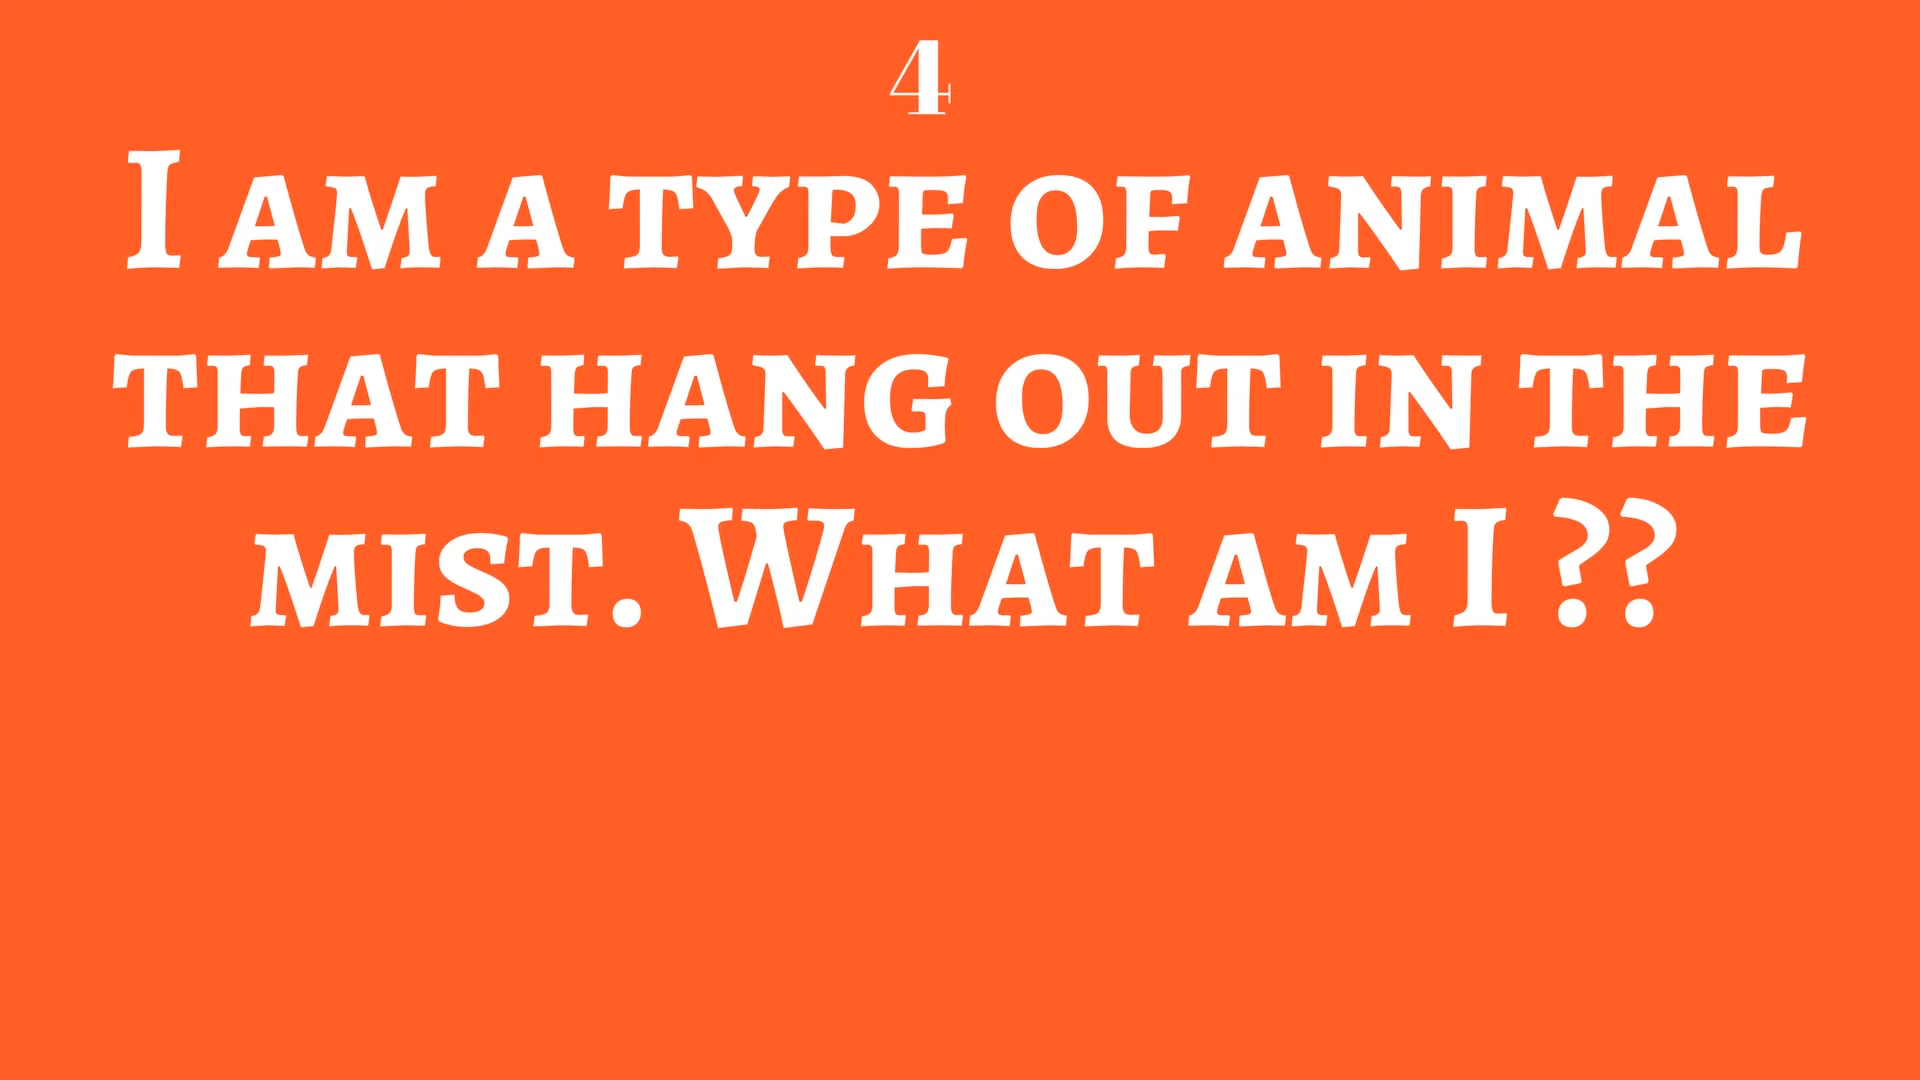 4
I am a type of animal
that hang out in the
mist. What am I ??